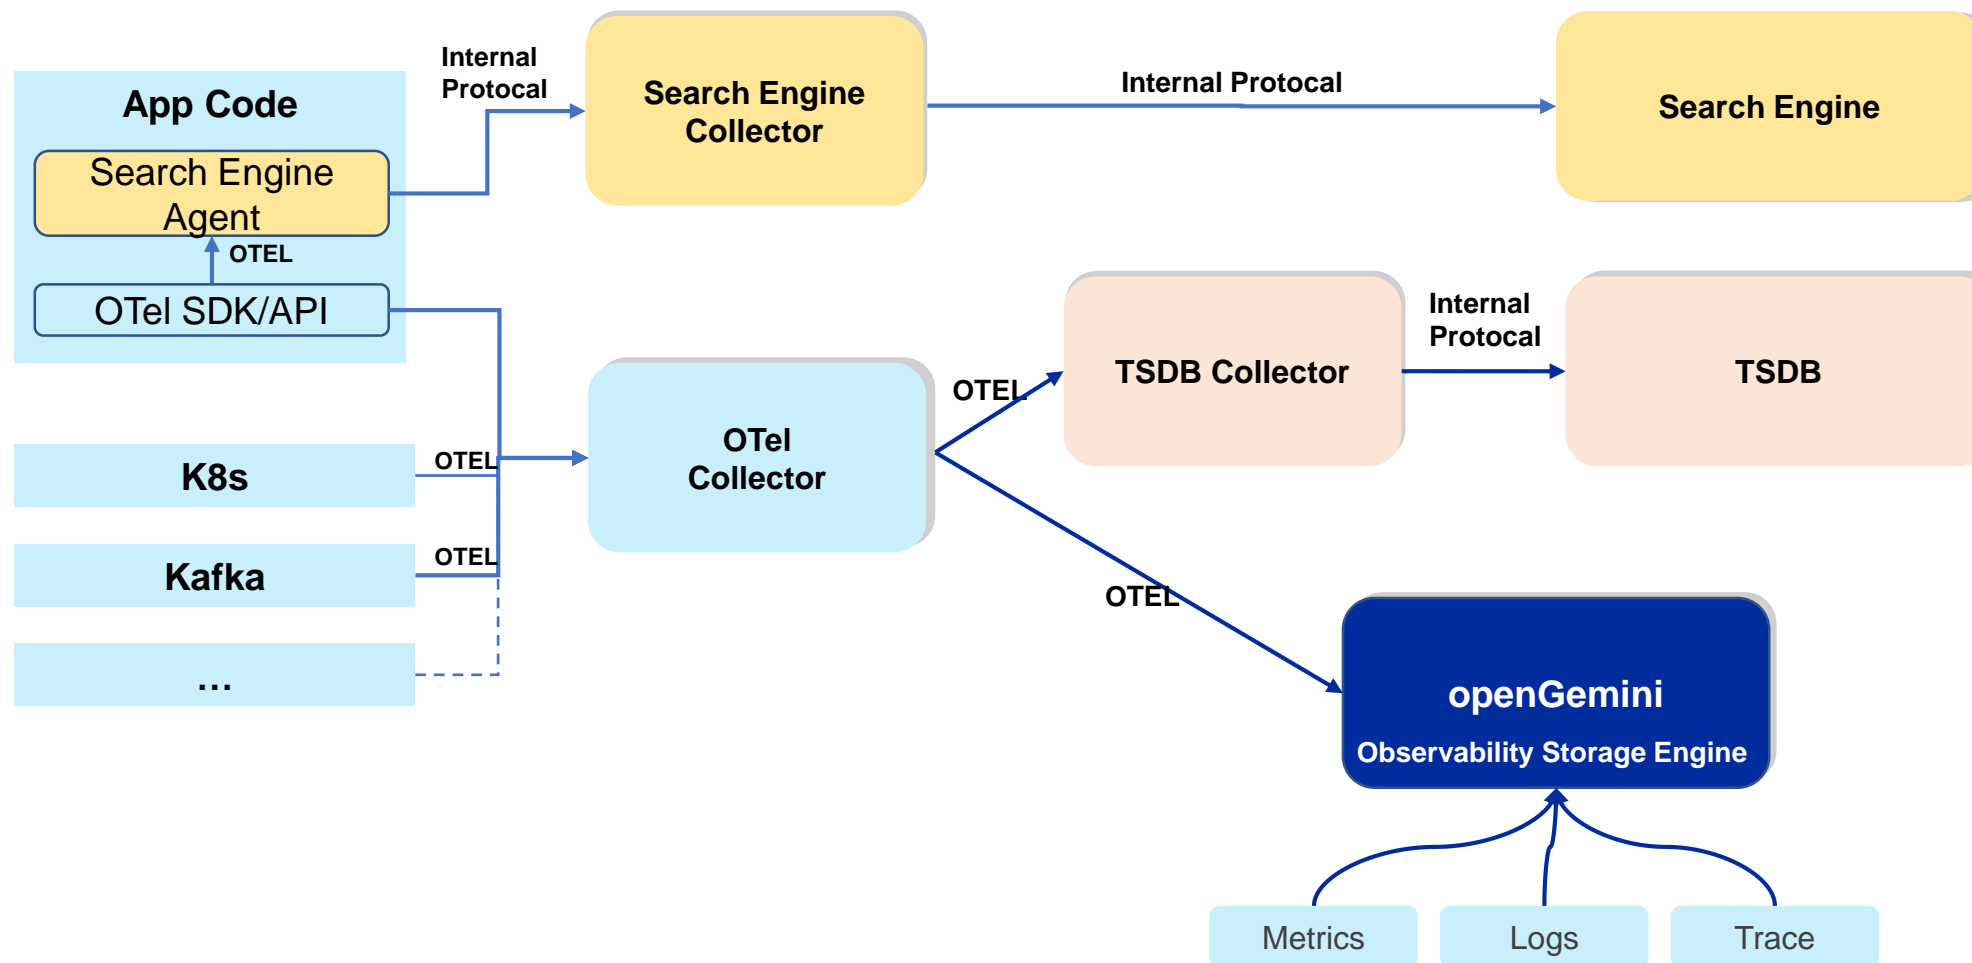 App Code
Search Engine
Agent
OTEL
OTel SDK/API
K8s
Kafka
...
Internal
Protocal
OTEL
OTEL
Search Engine
Collector
Internal Protocal
Search Engine
OTel
Collector
OTEL
TSDB Collector
Internal
Protocal
TSDB
OTEL
openGemini
Observability Storage Engine
Metrics
Logs
Trace